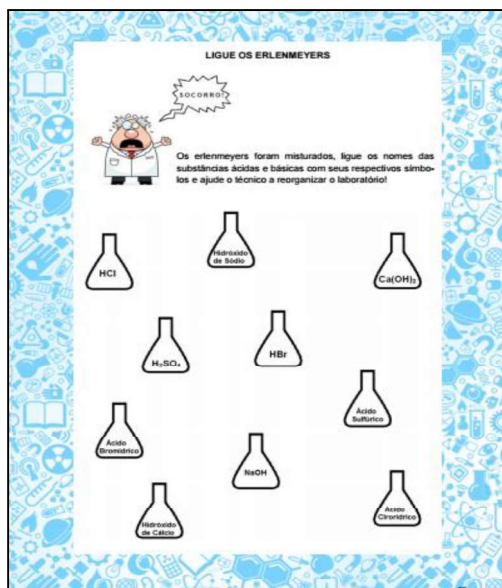 LIGUE OS ERLENMEYERS
SOCORRO!
Os erlenmeyers foram misturados, ligue os nomes das
substâncias ácidas e básicas com seus respectivos símbo-
los e ajude o técnico a reorganizar o laboratório!
Hidróxido
de Sódio
HCl
Ca(OH)₂
H₂SO₄
HBr
Ácido
Sulfúrico
Ácido
Bromídrico
NaOH
Ácido
Clorídrico
Hidróxido
de Cálcio